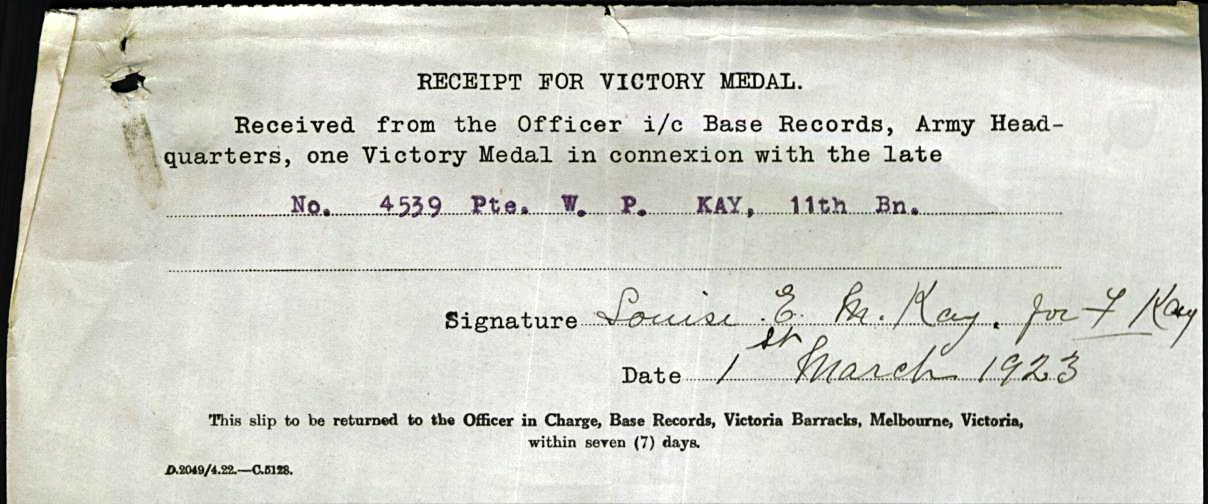 RECEIPT FOR VICTORY MEDAL.
Received from the Officer i/c Base Records, Army Head-
quarters, one Victory Medal in connexion with the late
No. 4539 Pte. W. P. KAY, 11th Bn.
Signature Louise. E. M. Kay. for F Kay
Date 1st March 1923
This slip to be returned to the Officer in Charge, Base Records, Victoria Barracks, Melbourne, Victoria,
within seven (7) days.
D.2049/4.22.—C.5128.